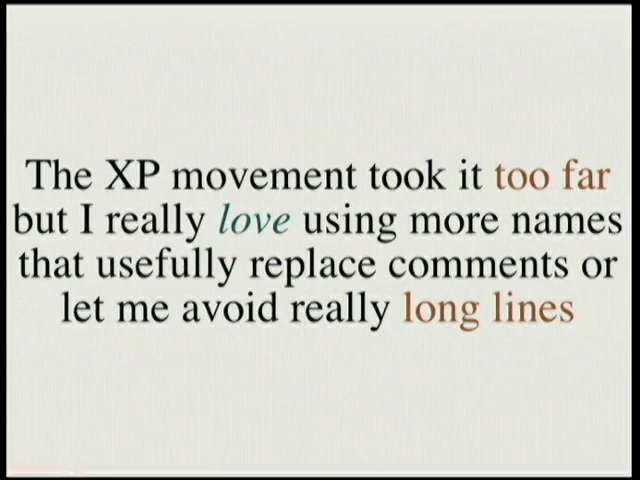 The XP movement took it too far
but I really love using more names
that usefully replace comments or
let me avoid really long lines